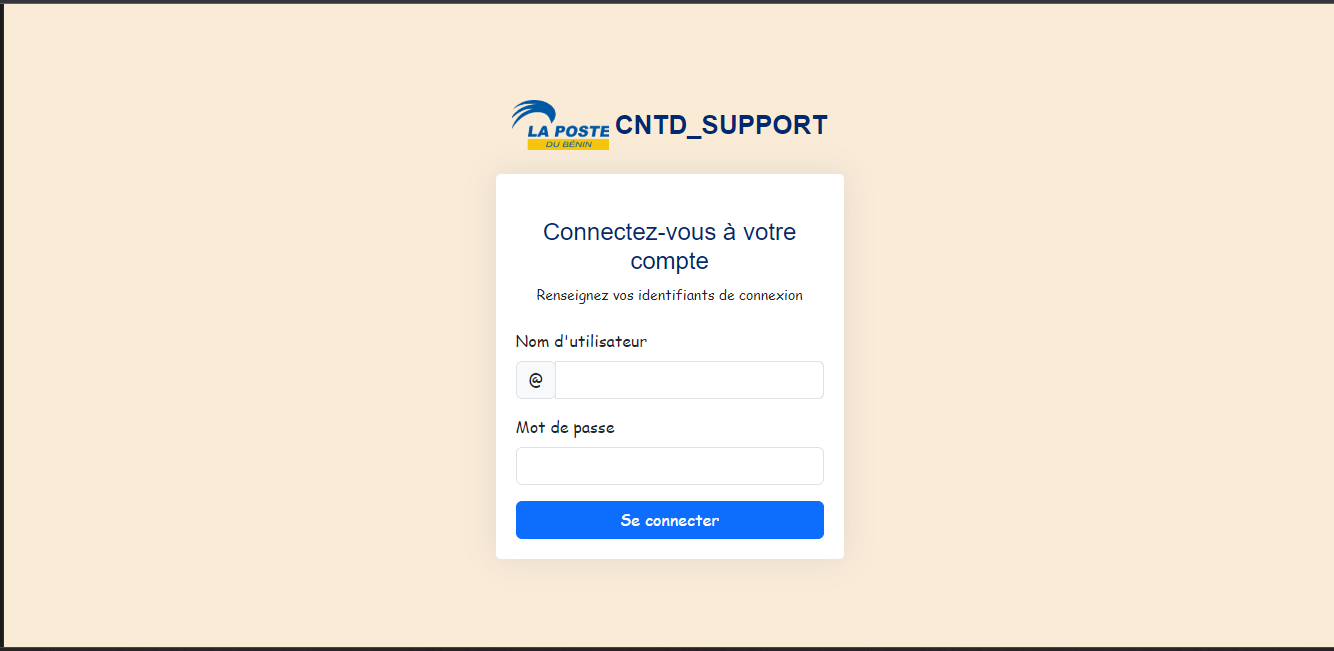 LA POSTE
DU BÉNIN
CNTD_SUPPORT
Connectez-vous à votre
compte
Renseignez vos identifiants de connexion
Nom d'utilisateur
@
Mot de passe
Se connecter